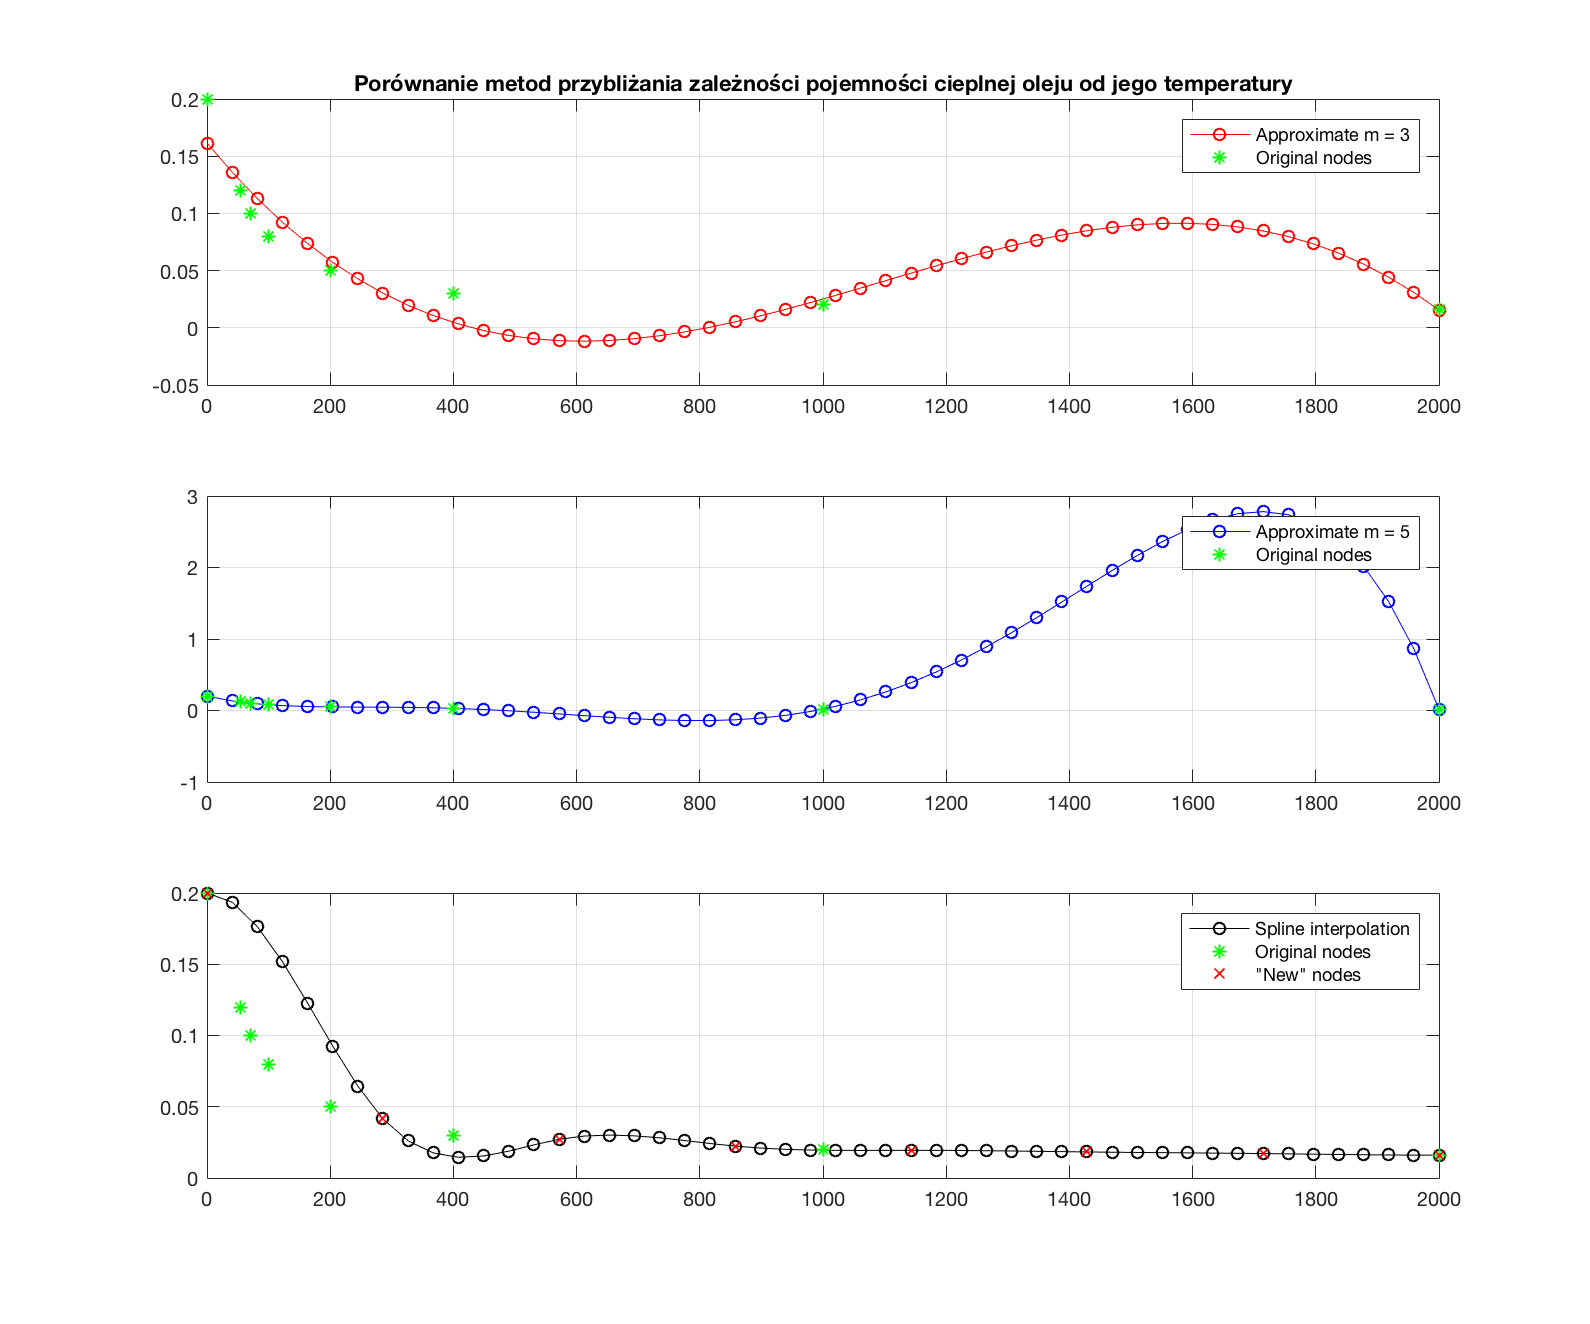 Porównanie metod przybliżania zależności pojemności cieplnej oleju od jego temperatury
0.2
0.15
0.1
0.05
0
-0.05
0 200 400 600 800 1000 1200 1400 1600 1800 2000
Approximate m = 3
Original nodes
3
2
1
0
-1
0 200 400 600 800 1000 1200 1400 1600 1800 2000
Approximate m = 5
Original nodes
0.2
0.15
0.1
0.05
0
0 200 400 600 800 1000 1200 1400 1600 1800 2000
Spline interpolation
Original nodes
"New" nodes